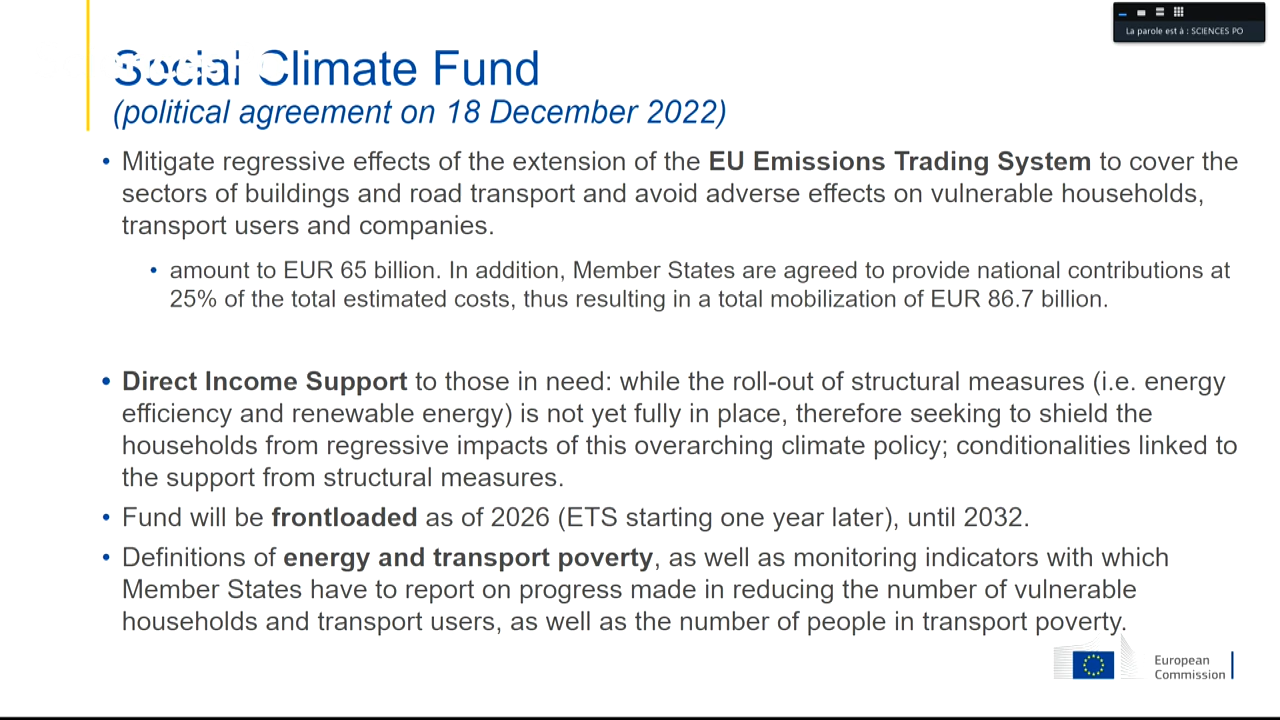 La parole est à : SCIENCES PO
Social Climate Fund
(political agreement on 18 December 2022)
• Mitigate regressive effects of the extension of the EU Emissions Trading System to cover the
sectors of buildings and road transport and avoid adverse effects on vulnerable households,
transport users and companies.
• amount to EUR 65 billion. In addition, Member States are agreed to provide national contributions at
25% of the total estimated costs, thus resulting in a total mobilization of EUR 86.7 billion.
• Direct Income Support to those in need: while the roll-out of structural measures (i.e. energy
efficiency and renewable energy) is not yet fully in place, therefore seeking to shield the
households from regressive impacts of this overarching climate policy; conditionalities linked to
the support from structural measures.
• Fund will be frontloaded as of 2026 (ETS starting one year later), until 2032.
• Definitions of energy and transport poverty, as well as monitoring indicators with which
Member States have to report on progress made in reducing the number of vulnerable
households and transport users, as well as the number of people in transport poverty.
European
Commission